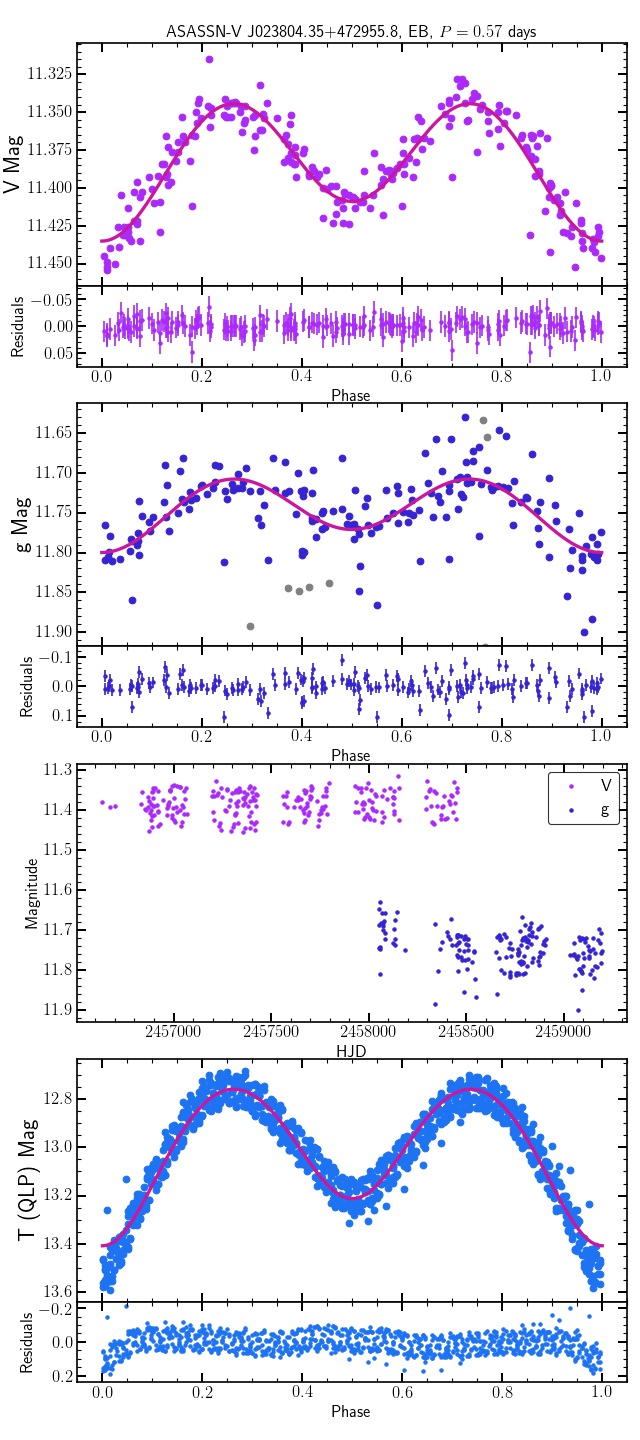 ASASSN-V J023804.35+472955.8, EB, P = 0.57 days
11.325
11.350
11.375
11.400
11.425
11.450
V Mag
−0.05
0.00
0.05
Residuals
0.0 0.2 0.4 0.6 0.8 1.0
Phase
11.65
11.70
11.75
11.80
11.85
11.90
g Mag
−0.1
0.0
0.1
Residuals
0.0 0.2 0.4 0.6 0.8 1.0
Phase
11.3
11.4
11.5
11.6
11.7
11.8
11.9
Magnitude
V
g
2457000 2457500 2458000 2458500 2459000
HJD
12.8
13.0
13.2
13.4
13.6
T (QLP) Mag
−0.2
0.0
0.2
Residuals
0.0 0.2 0.4 0.6 0.8 1.0
Phase